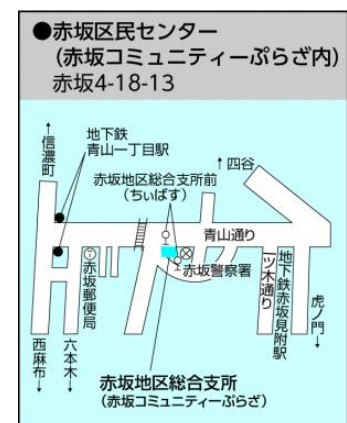 ●赤坂区民センター
(赤坂コミュニティーぷらざ内)
赤坂4-18-13
←信濃町
地下鉄
青山一丁目駅
↑四谷
赤坂地区総合支所前
(ちぃばす)
青山通り
赤坂郵便局
赤坂警察署
一ツ木通り
地下鉄赤坂見附駅
虎ノ門→
西麻布→
六本木→
赤坂地区総合支所
(赤坂コミュニティーぷらざ)